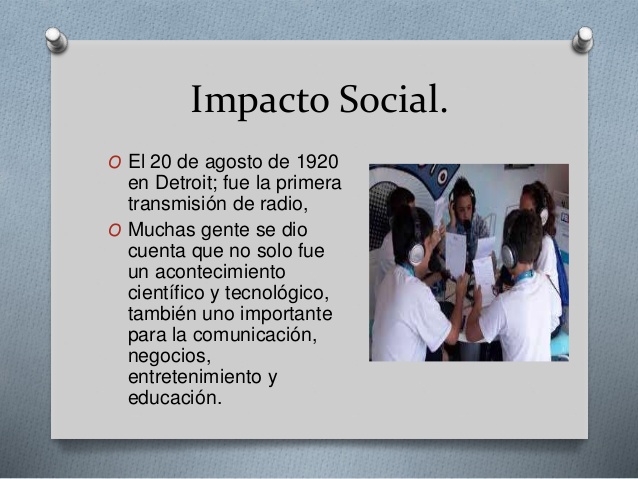 Impacto Social.
O El 20 de agosto de 1920
en Detroit; fue la primera
transmisión de radio,
O Muchas gente se dio
cuenta que no solo fue
un acontecimiento
científico y tecnológico,
también uno importante
para la comunicación,
negocios,
entretenimiento y
educación.